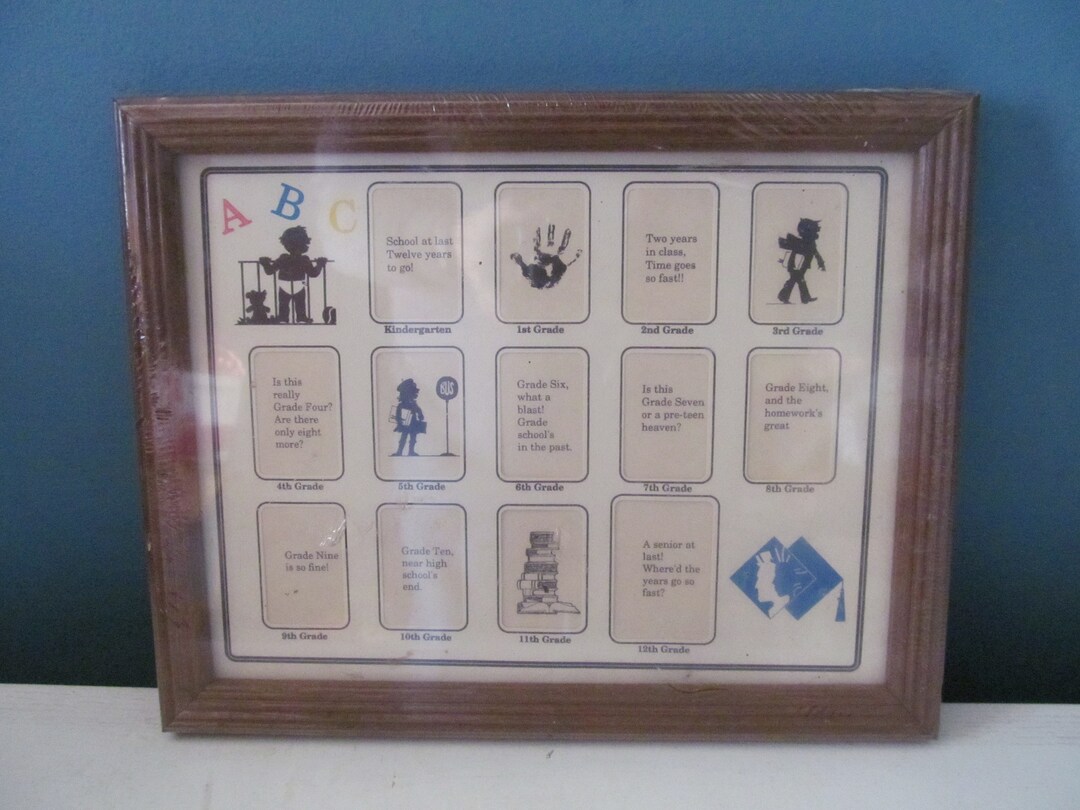 A B C
School at last
Twelve years
to go!
Kindergarten
1st Grade
Two years
in class,
Time goes
so fast!!
2nd Grade
3rd Grade
Is this
really
Grade Four?
Are there
only eight
more?
4th Grade
BUS
5th Grade
Grade Six,
what a
blast!
Grade
school's
in the past.
6th Grade
Is this
Grade Seven
or a pre-teen
heaven?
7th Grade
Grade Eight,
and the
homework's
great
8th Grade
Grade Nine
is so fine!
9th Grade
Grade Ten,
near high
school's
end.
10th Grade
11th Grade
A senior at
last!
Where'd the
years go so
fast?
12th Grade